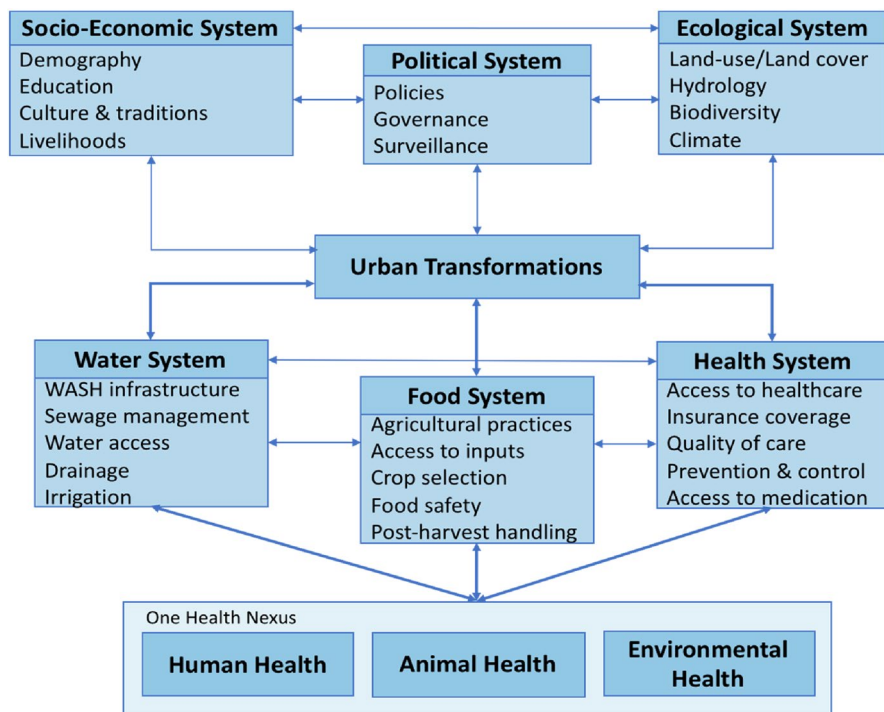 Socio-Economic System
Demography
Education
Culture & traditions
Livelihoods
Political System
Policies
Governance
Surveillance
Ecological System
Land-use/Land cover
Hydrology
Biodiversity
Climate
Urban Transformations
Water System
WASH infrastructure
Sewage management
Water access
Drainage
Irrigation
Food System
Agricultural practices
Access to inputs
Crop selection
Food safety
Post-harvest handling
Health System
Access to healthcare
Insurance coverage
Quality of care
Prevention & control
Access to medication
One Health Nexus
Human Health
Animal Health
Environmental
Health